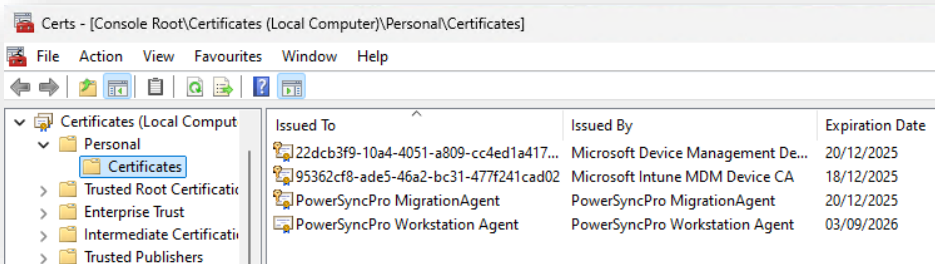 Certs - [Console Root\Certificates (Local Computer)\Personal\Certificates]
File Action View Favourites Window Help
Certificates (Local Comput
Personal
Certificates
Trusted Root Certificatic
Enterprise Trust
Intermediate Certificati
Trusted Publishers
Issued To Issued By Expiration Date
22dcb3f9-10a4-4051-a809-cc4ed1a417... Microsoft Device Management De... 20/12/2025
95362cf8-ade5-46a2-bc31-477f241cad02 Microsoft Intune MDM Device CA 18/12/2025
PowerSyncPro MigrationAgent PowerSyncPro MigrationAgent 20/12/2025
PowerSyncPro Workstation Agent PowerSyncPro Workstation Agent 03/09/2026